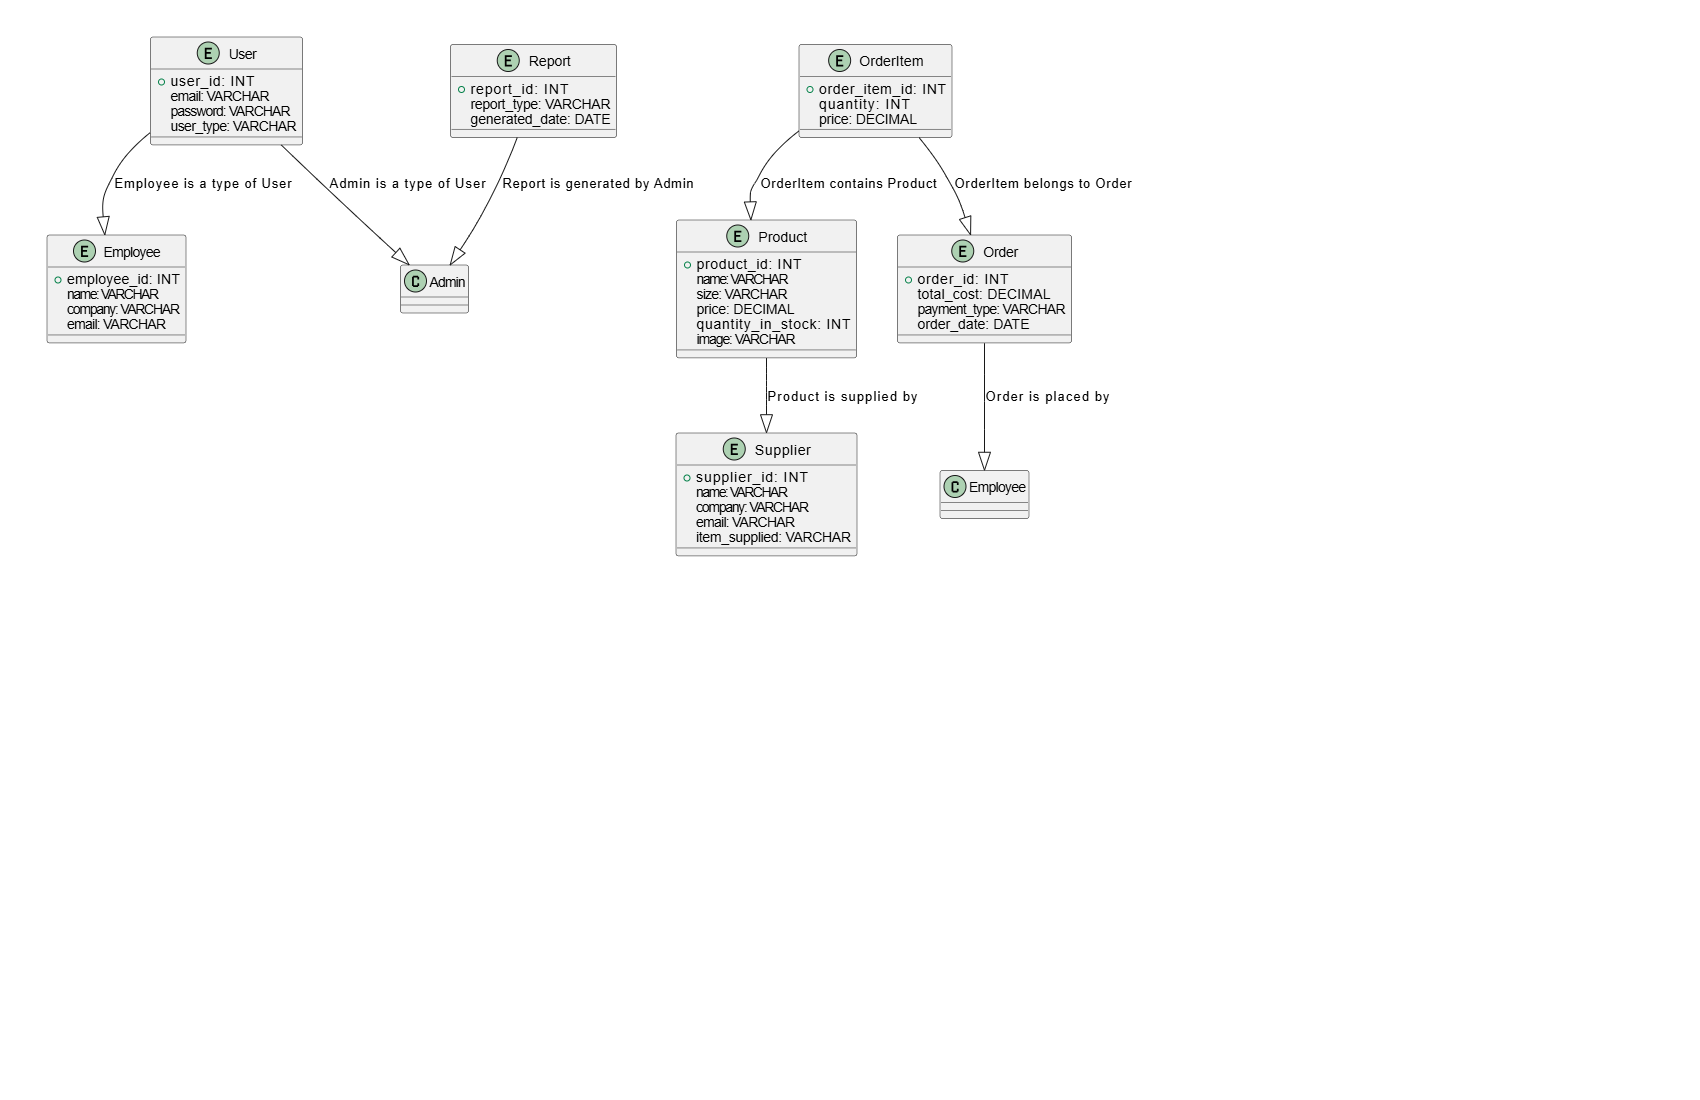 E User
user_id: INT
email: VARCHAR
password: VARCHAR
user_type: VARCHAR
E Report
report_id: INT
report_type: VARCHAR
generated_date: DATE
E OrderItem
order_item_id: INT
quantity: INT
price: DECIMAL
Employee is a type of User
Admin is a type of User
Report is generated by Admin
OrderItem contains Product
OrderItem belongs to Order
E Employee
employee_id: INT
name: VARCHAR
company: VARCHAR
email: VARCHAR
C Admin
E Product
product_id: INT
name: VARCHAR
size: VARCHAR
price: DECIMAL
quantity_in_stock: INT
image: VARCHAR
E Order
order_id: INT
total_cost: DECIMAL
payment_type: VARCHAR
order_date: DATE
Product is supplied by
Order is placed by
E Supplier
supplier_id: INT
name: VARCHAR
company: VARCHAR
email: VARCHAR
item_supplied: VARCHAR
C Employee